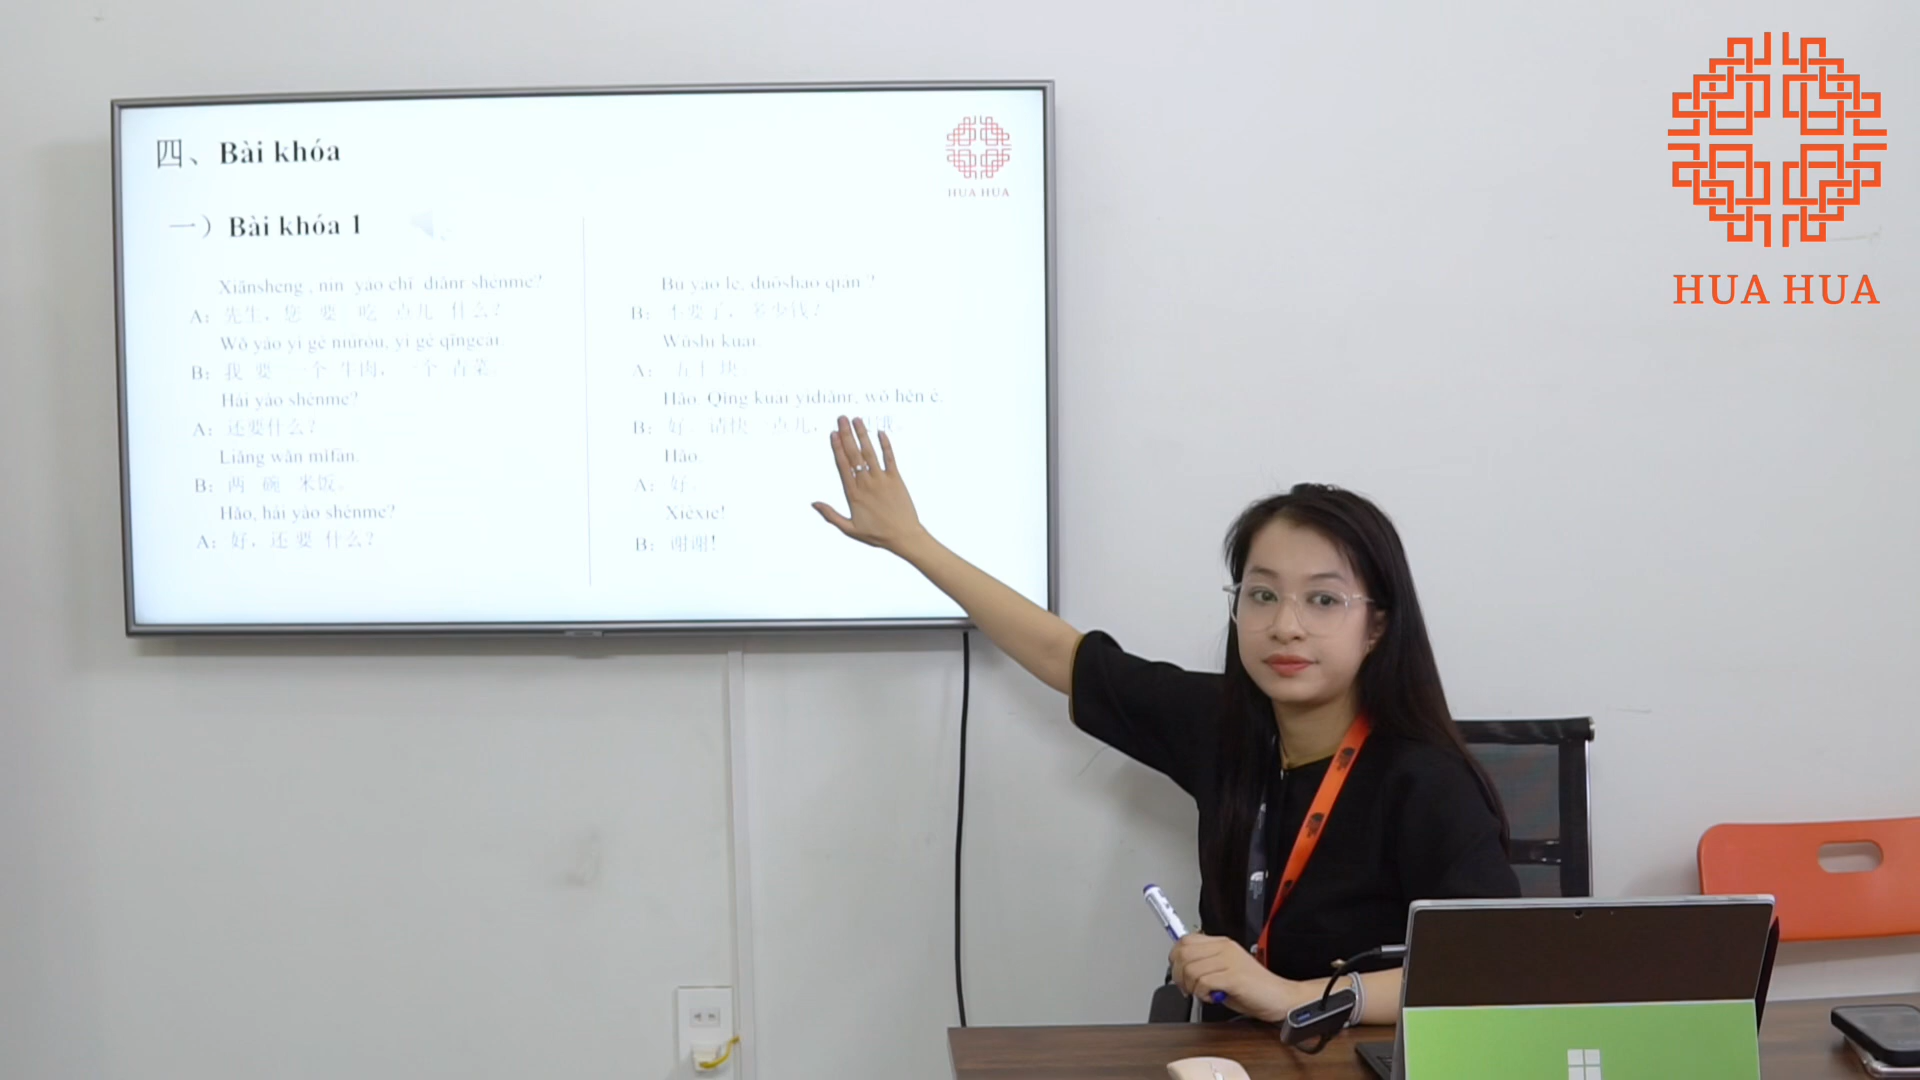 四、Bài khóa
HUA HUA
一）Bài khóa 1
Xiānsheng, nín yào chī diǎnr shénme?
A：先生，您 要 吃 点儿 什么？
Wǒ yào yí gè niúròu, yí gè qīngcài.
B：我 要 一个 牛肉，一个 青菜。
Hái yào shénme?
A：还要什么？
Liǎng wǎn mǐfàn.
B：两 碗 米饭。
Hǎo, hái yào shénme?
A：好，还 要 什么？
Bú yào le, duōshao qián?
B：不要了，多少钱？
Wǔshí kuài.
A：五十 块。
Hǎo. Qǐng kuài yìdiǎnr, wǒ hěn è.
B：好。请快一点儿，饿。
Hǎo.
A：好。
Xièxie!
B：谢谢！
HUA HUA